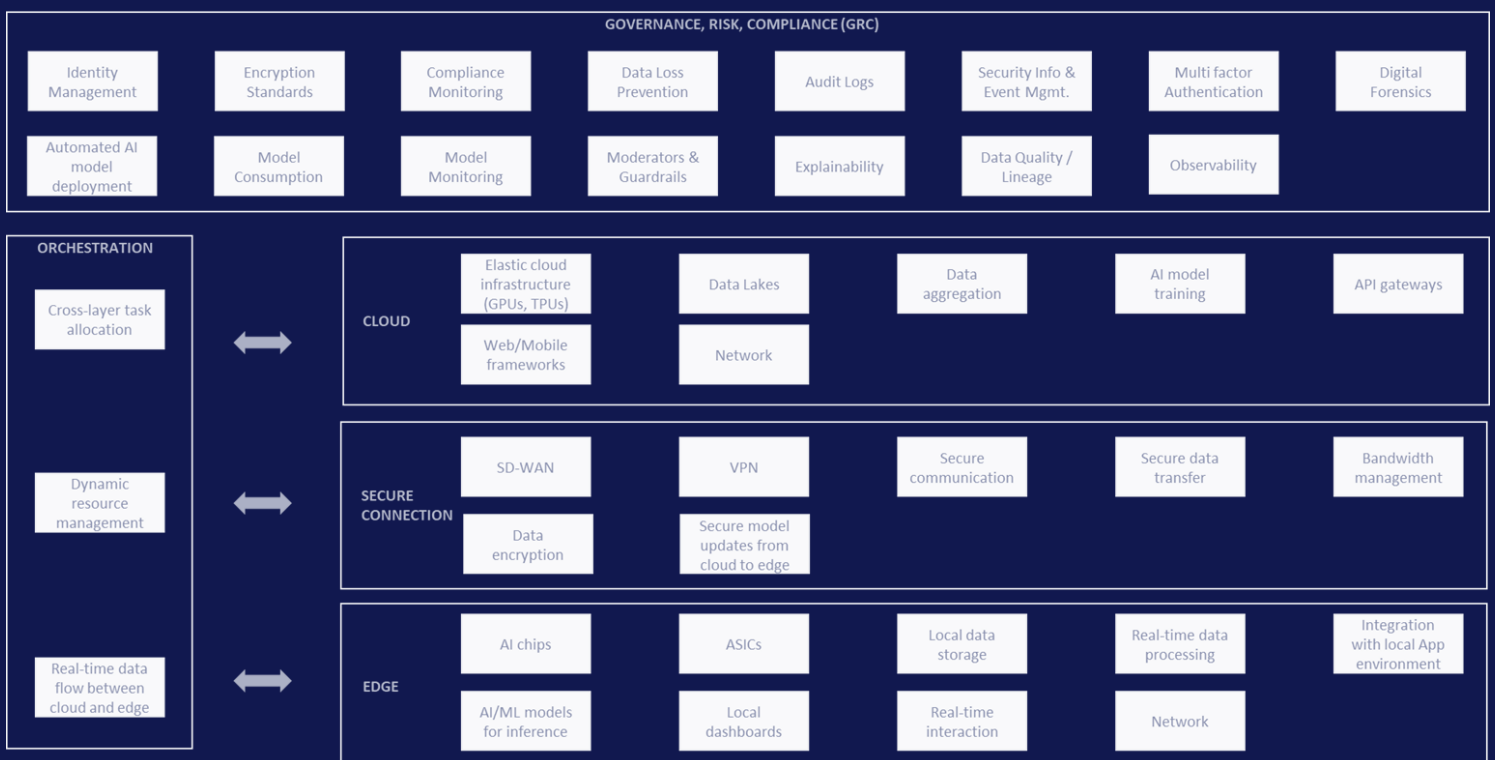 GOVERNANCE, RISK, COMPLIANCE (GRC)
Identity
Management
Encryption
Standards
Compliance
Monitoring
Data Loss
Prevention
Audit Logs
Security Info &
Event Mgmt.
Multi factor
Authentication
Digital
Forensics
Automated AI
model
deployment
Model
Consumption
Model
Monitoring
Moderators &
Guardrails
Explainability
Data Quality /
Lineage
Observability
ORCHESTRATION
Cross-layer task
allocation
Dynamic
resource
management
Real-time data
flow between
cloud and edge
CLOUD
Elastic cloud
infrastructure
(GPUs, TPUs)
Data Lakes
Data
aggregation
AI model
training
API gateways
Web/Mobile
frameworks
Network
SECURE
CONNECTION
SD-WAN
VPN
Secure
communication
Secure data
transfer
Bandwidth
management
Data
encryption
Secure model
updates from
cloud to edge
EDGE
AI chips
ASICs
Local data
storage
Real-time data
processing
Integration
with local App
environment
AI/ML models
for inference
Local
dashboards
Real-time
interaction
Network